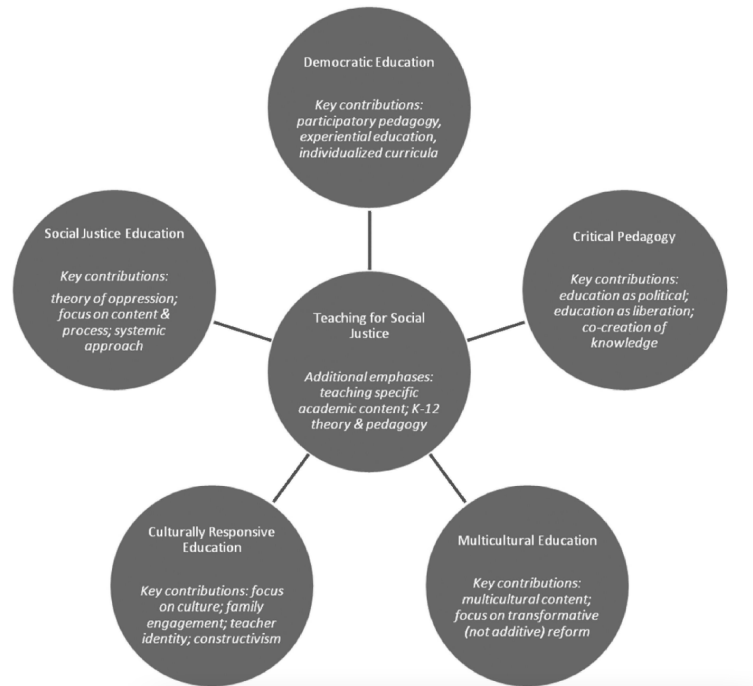 Democratic Education
Key contributions:
participatory pedagogy,
experiential education,
individualized curricula
Social Justice Education
Key contributions:
theory of oppression;
focus on content &
process; systemic
approach
Critical Pedagogy
Key contributions:
education as political;
education as liberation;
co-creation of
knowledge
Teaching for Social
Justice
Additional emphases:
teaching specific
academic content; K-12
theory & pedagogy
Culturally Responsive
Education
Key contributions: focus
on culture; family
engagement; teacher
identity; constructivism
Multicultural Education
Key contributions:
multicultural content;
focus on transformative
(not additive) reform